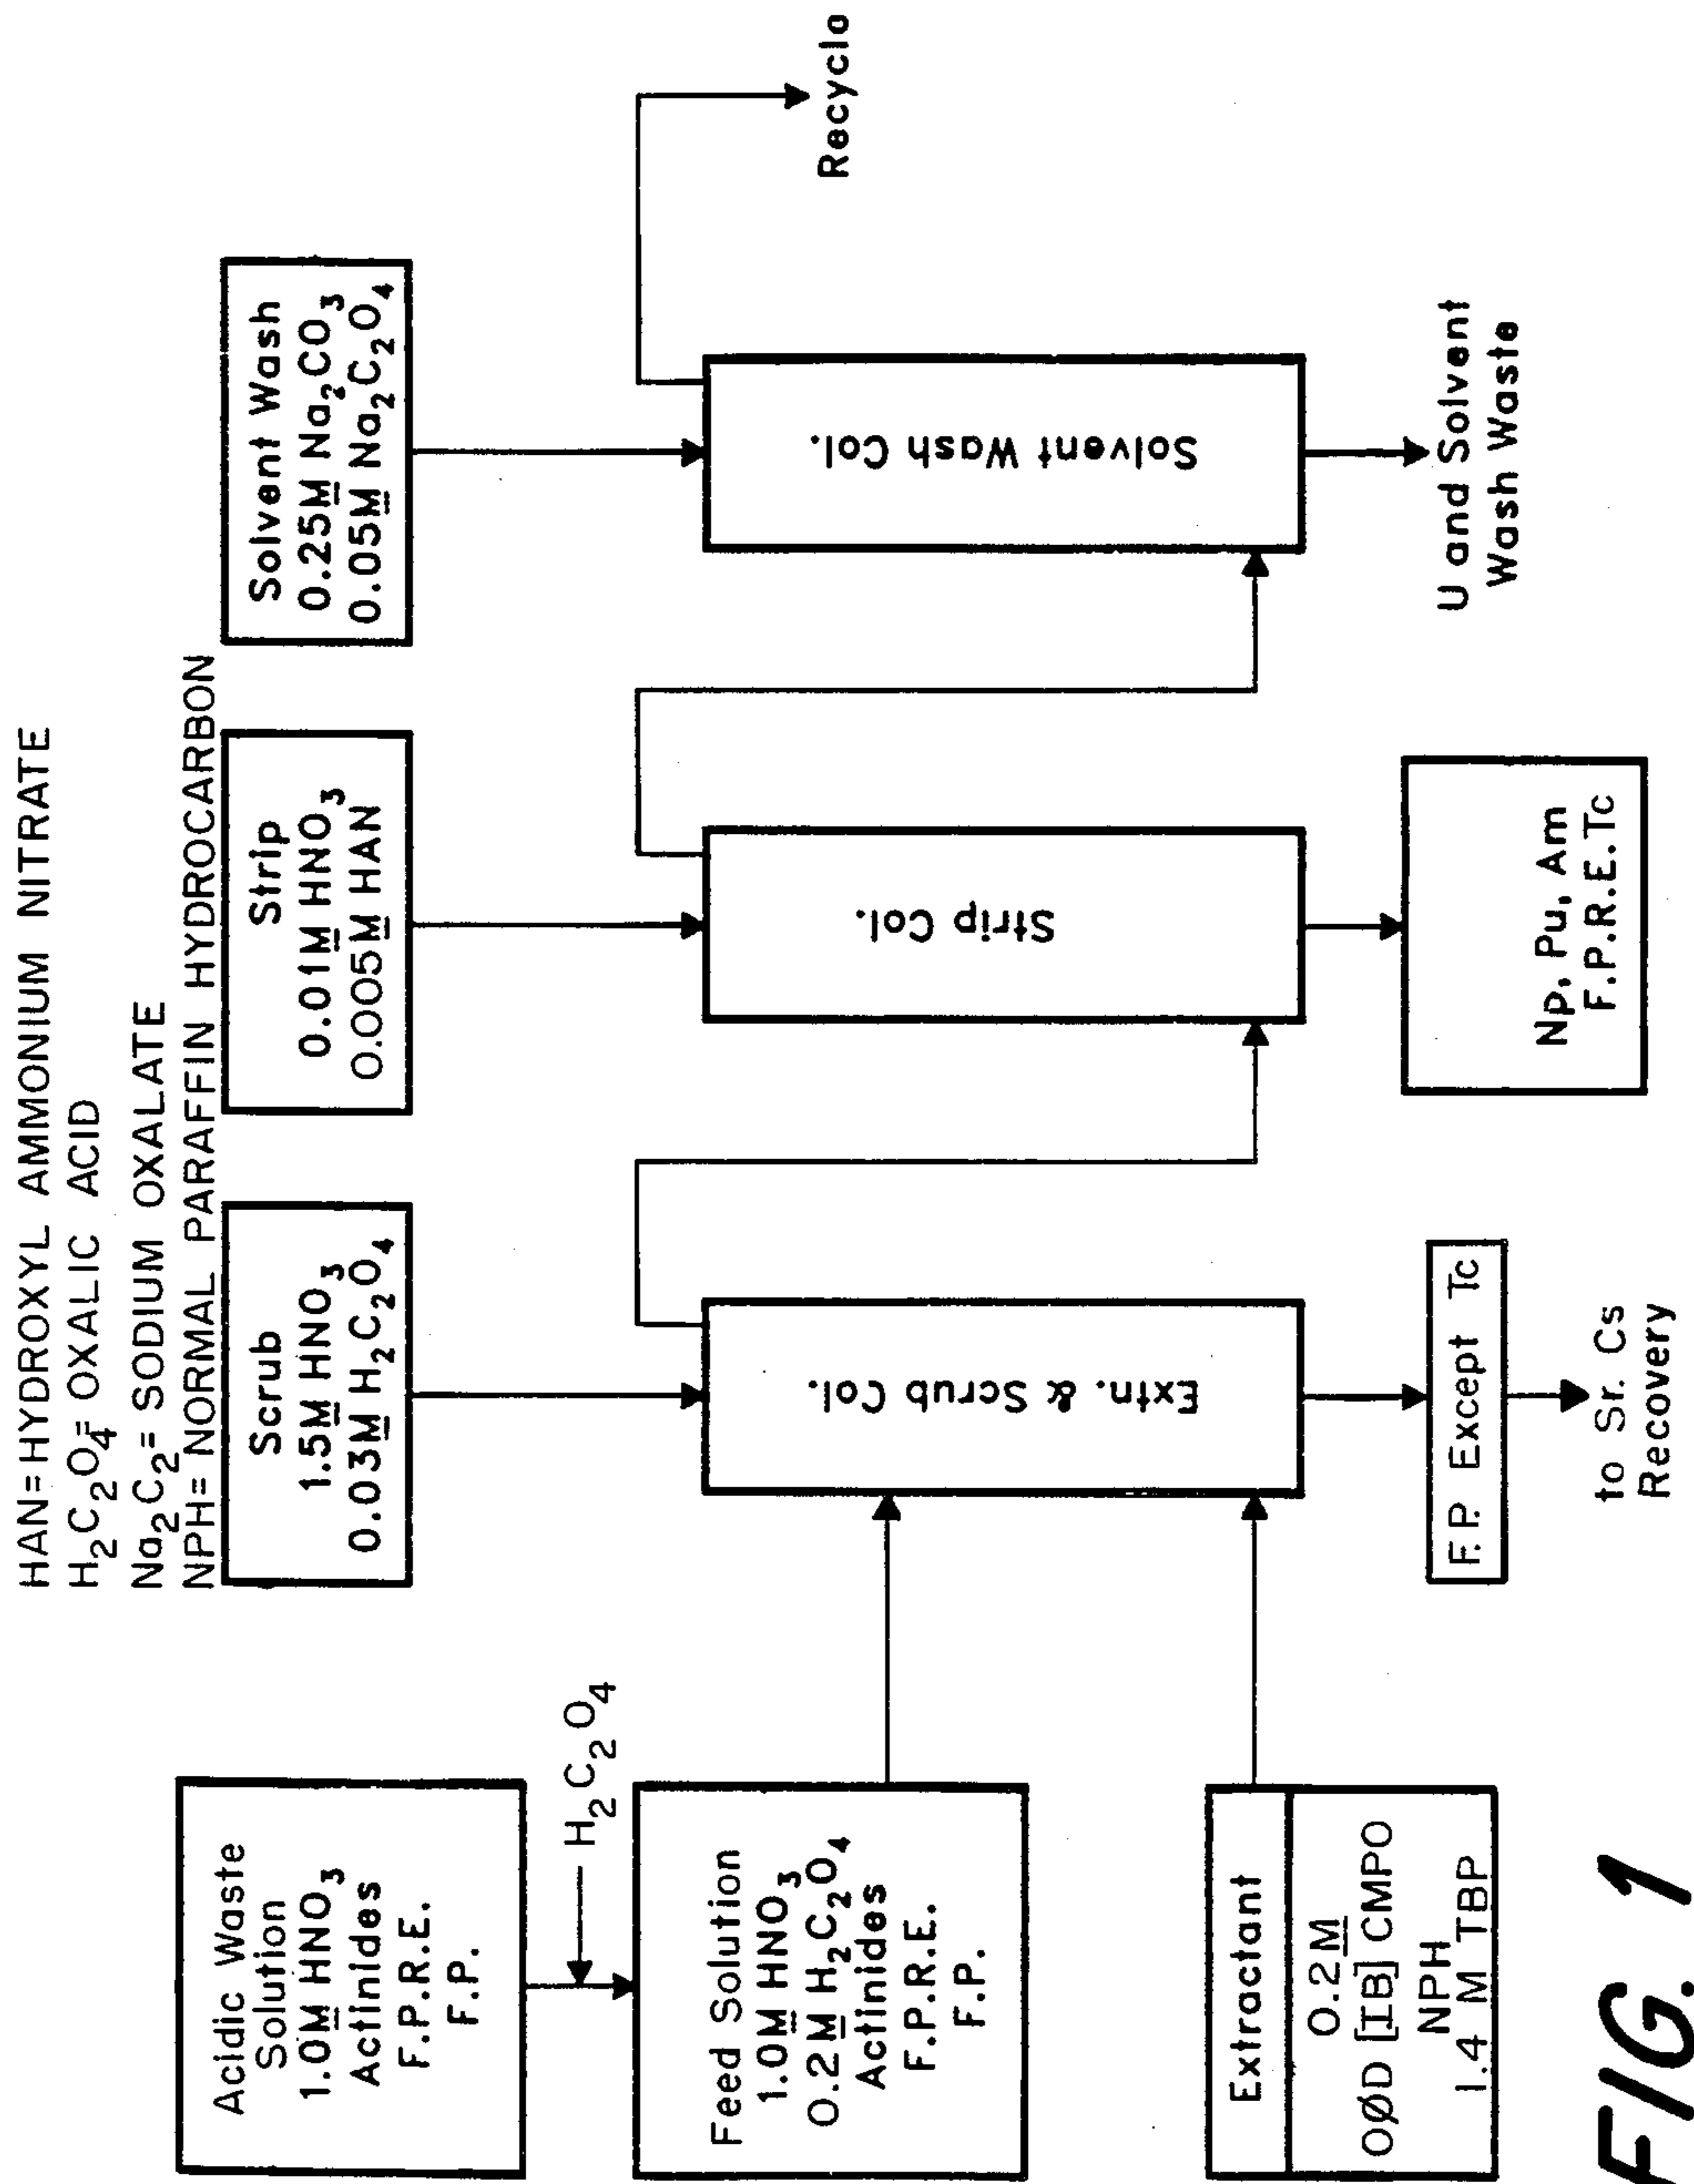 HAN=HYDROXYL AMMONIUM NITRATE
H₂C₂O₄= OXALIC ACID
Na₂C₂= SODIUM OXALATE
NPH= NORMAL PARAFFIN HYDROCARBON
Acidic Waste
Solution
1.0M HNO₃
Actinides
F.P.R.E.
F.P.
H₂C₂O₄
Feed Solution
1.0M HNO₃
0.2M H₂C₂O₄
Actinides
F.P.R.E.
F.P.
Extractant
0.2M
OØD [IB] CMPO
NPH
1.4 M TBP
Scrub
1.5M HNO₃
0.03M H₂C₂O₄
Extn. & Scrub Col.
F.P. Except Tc
to Sr. Cs
Recovery
Strip
0.01M HNO₃
0.005M HAN
Strip Col.
Np, Pu, Am
F.P.R.E.Tc
Solvent Wash
0.25M Na₂CO₃
0.05M Na₂C₂O₄
Solvent Wash Col.
U and Solvent
Wash Waste
Recyclo
FIG. 1